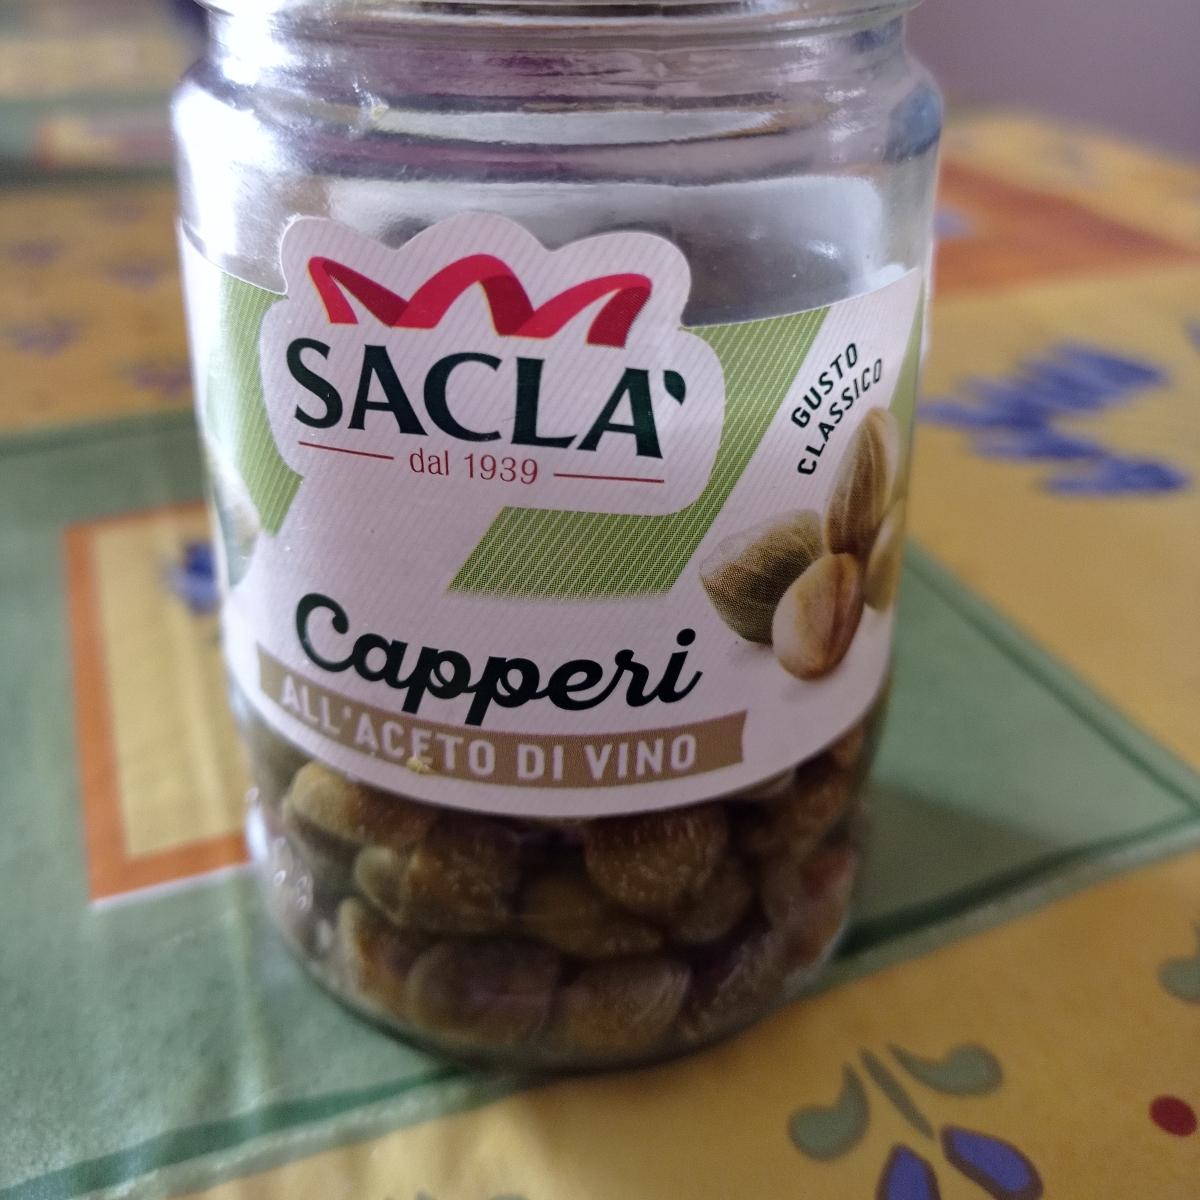 SACLA'
dal 1939
GUSTO
CLASSICO
Capperi
ALL'ACETO DI VINO